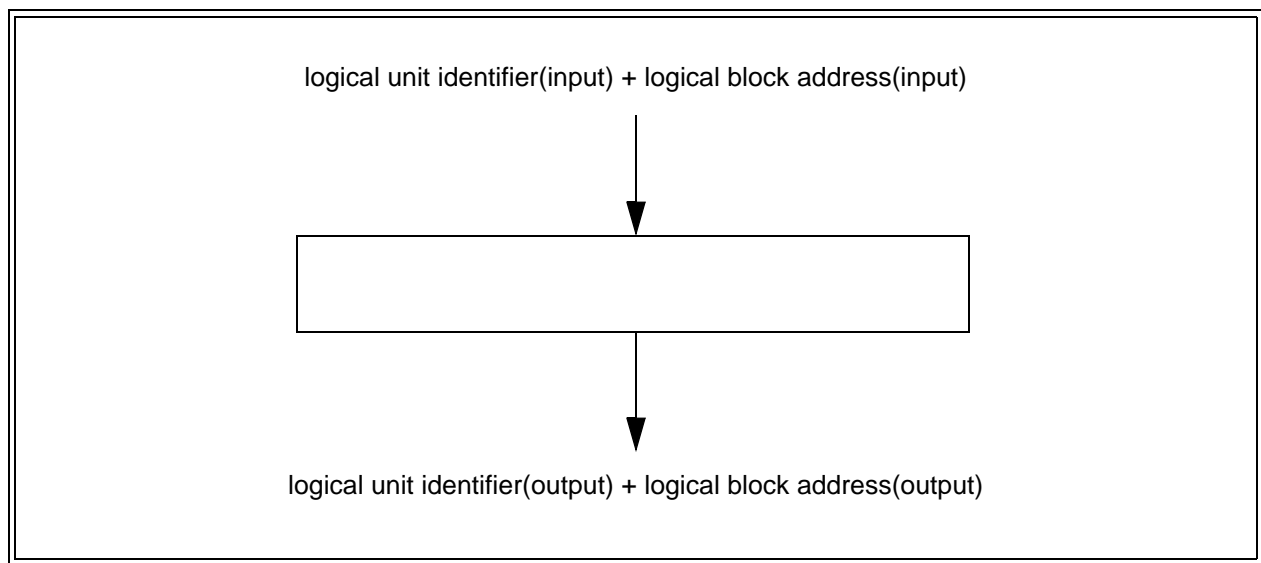 logical unit identifier(input) + logical block address(input)
logical unit identifier(output) + logical block address(output)